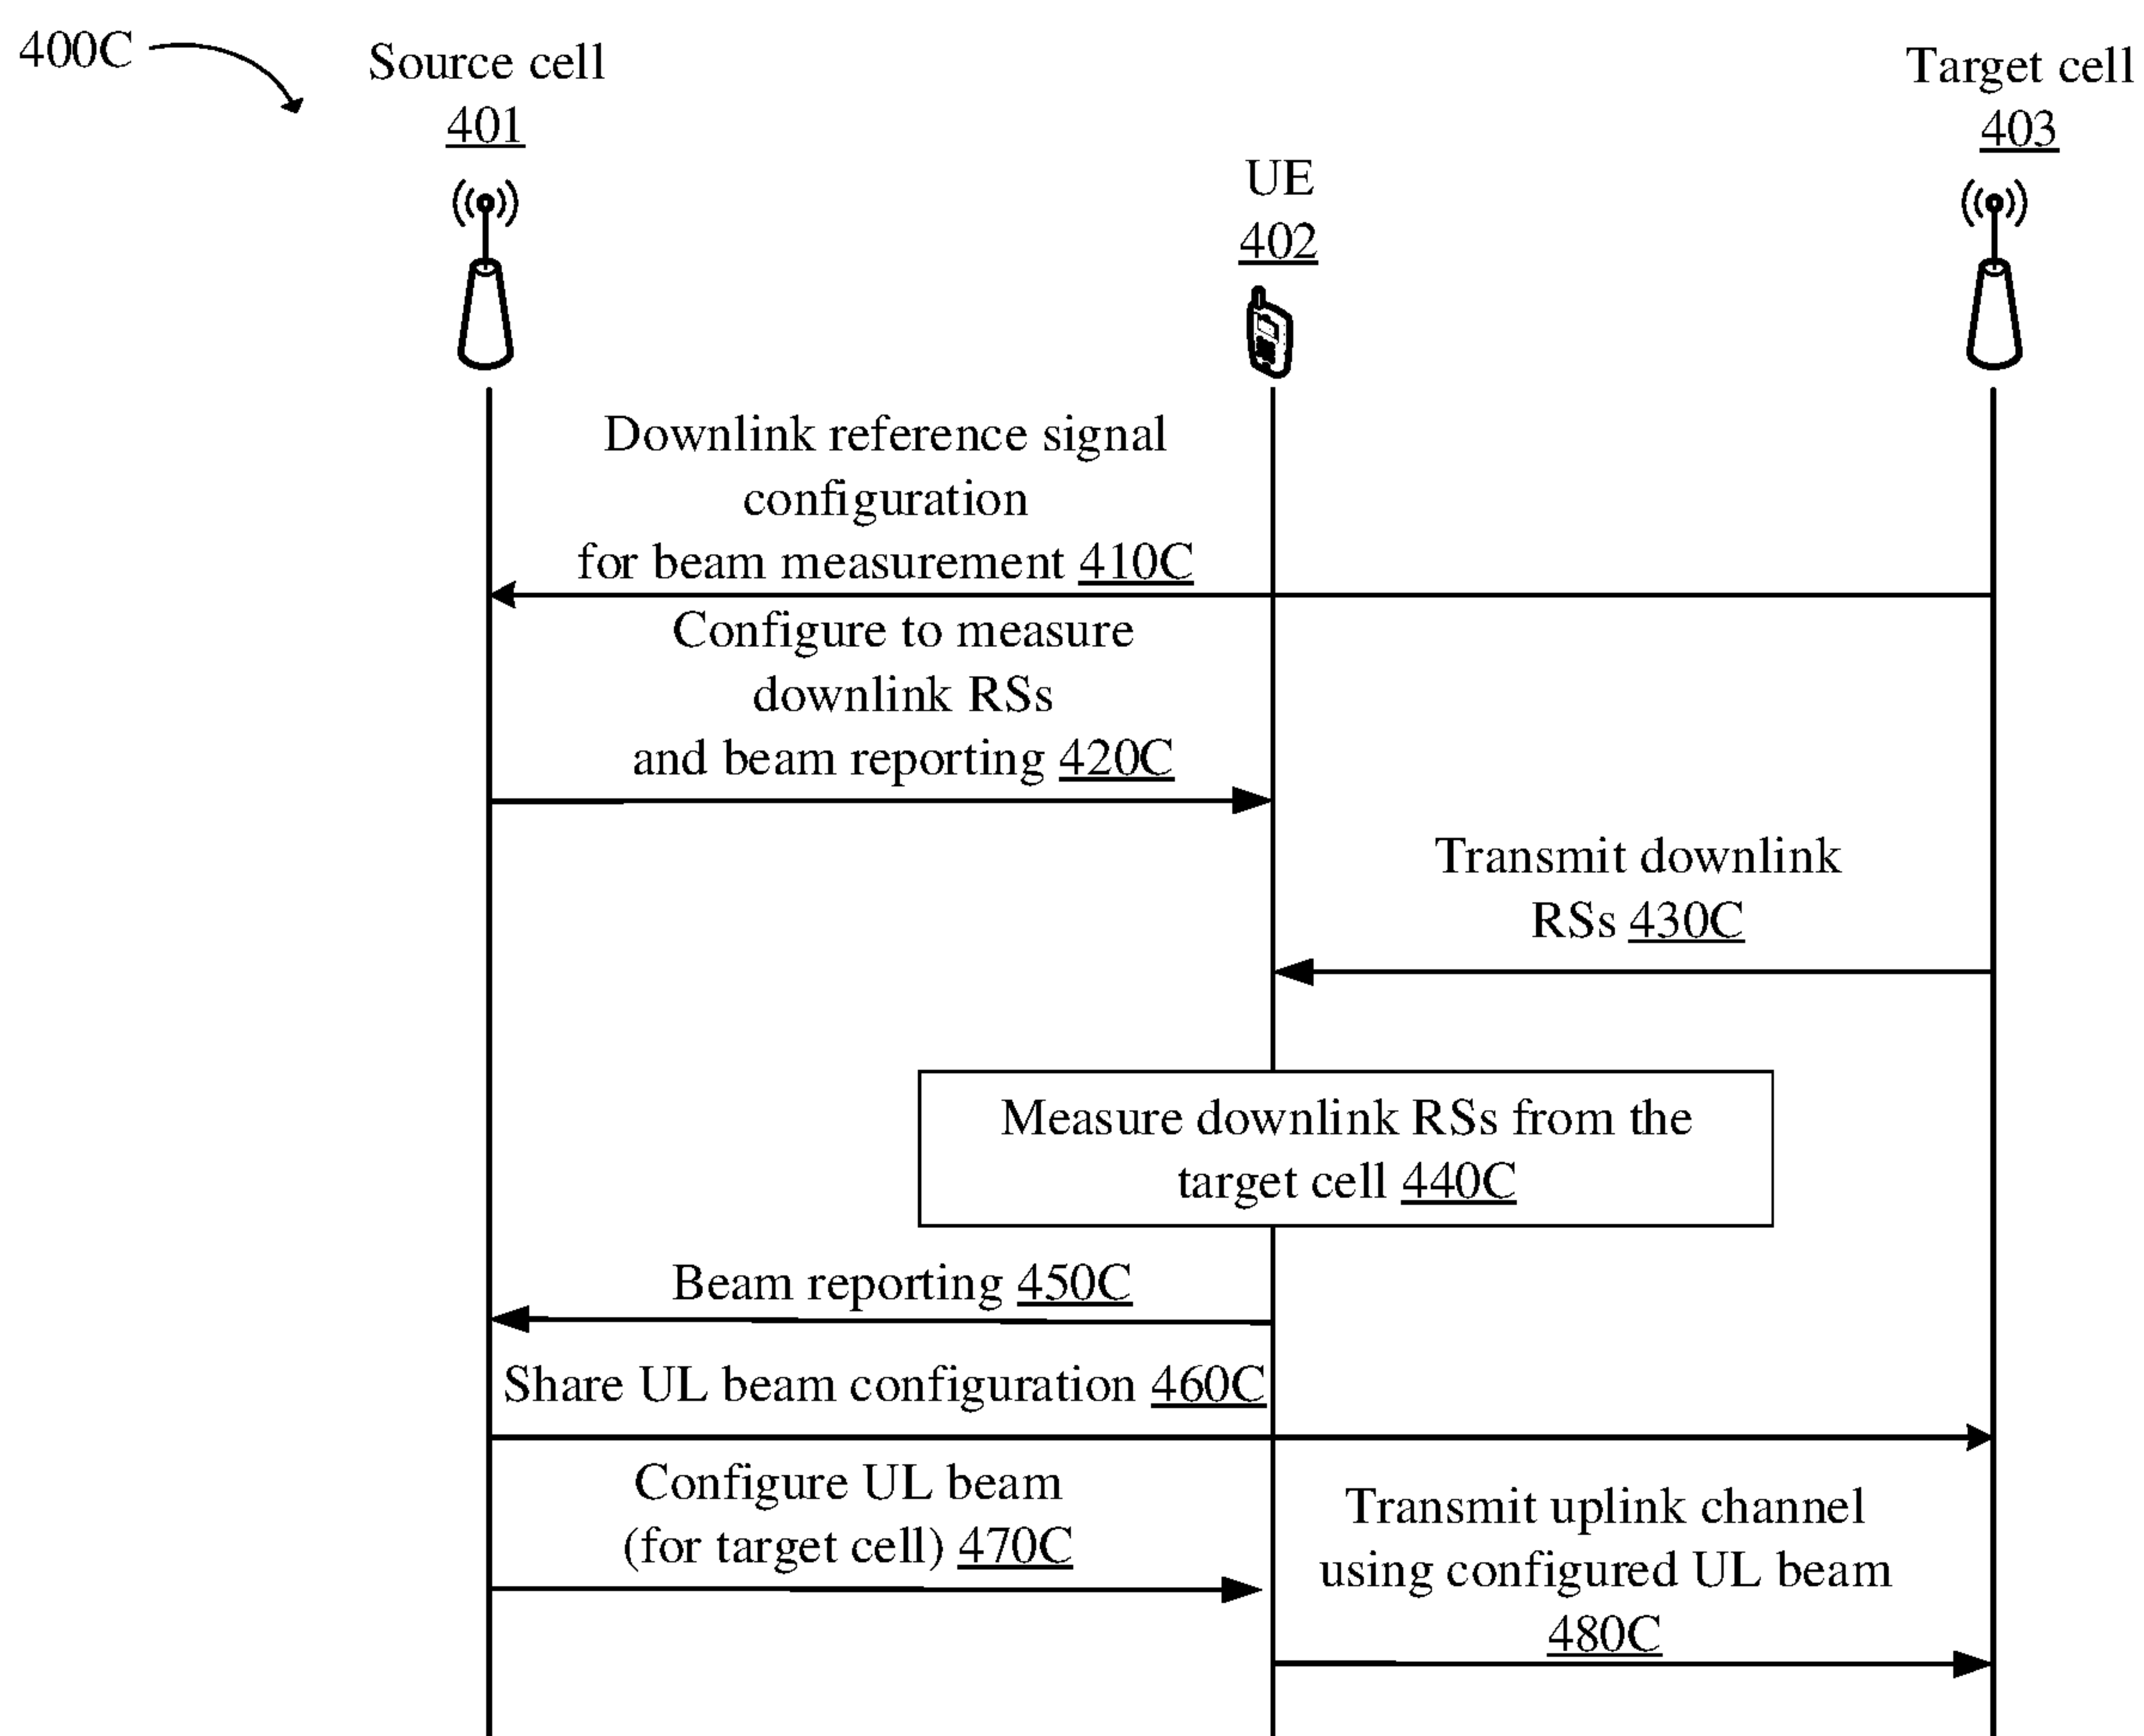 400C
Source cell
401
Target cell
403
UE
402
Downlink reference signal
configuration
for beam measurement 410C
Configure to measure
downlink RSs
and beam reporting 420C
Transmit downlink
RSs 430C
Measure downlink RSs from the
target cell 440C
Beam reporting 450C
Share UL beam configuration 460C
Configure UL beam
(for target cell) 470C
Transmit uplink channel
using configured UL beam
480C